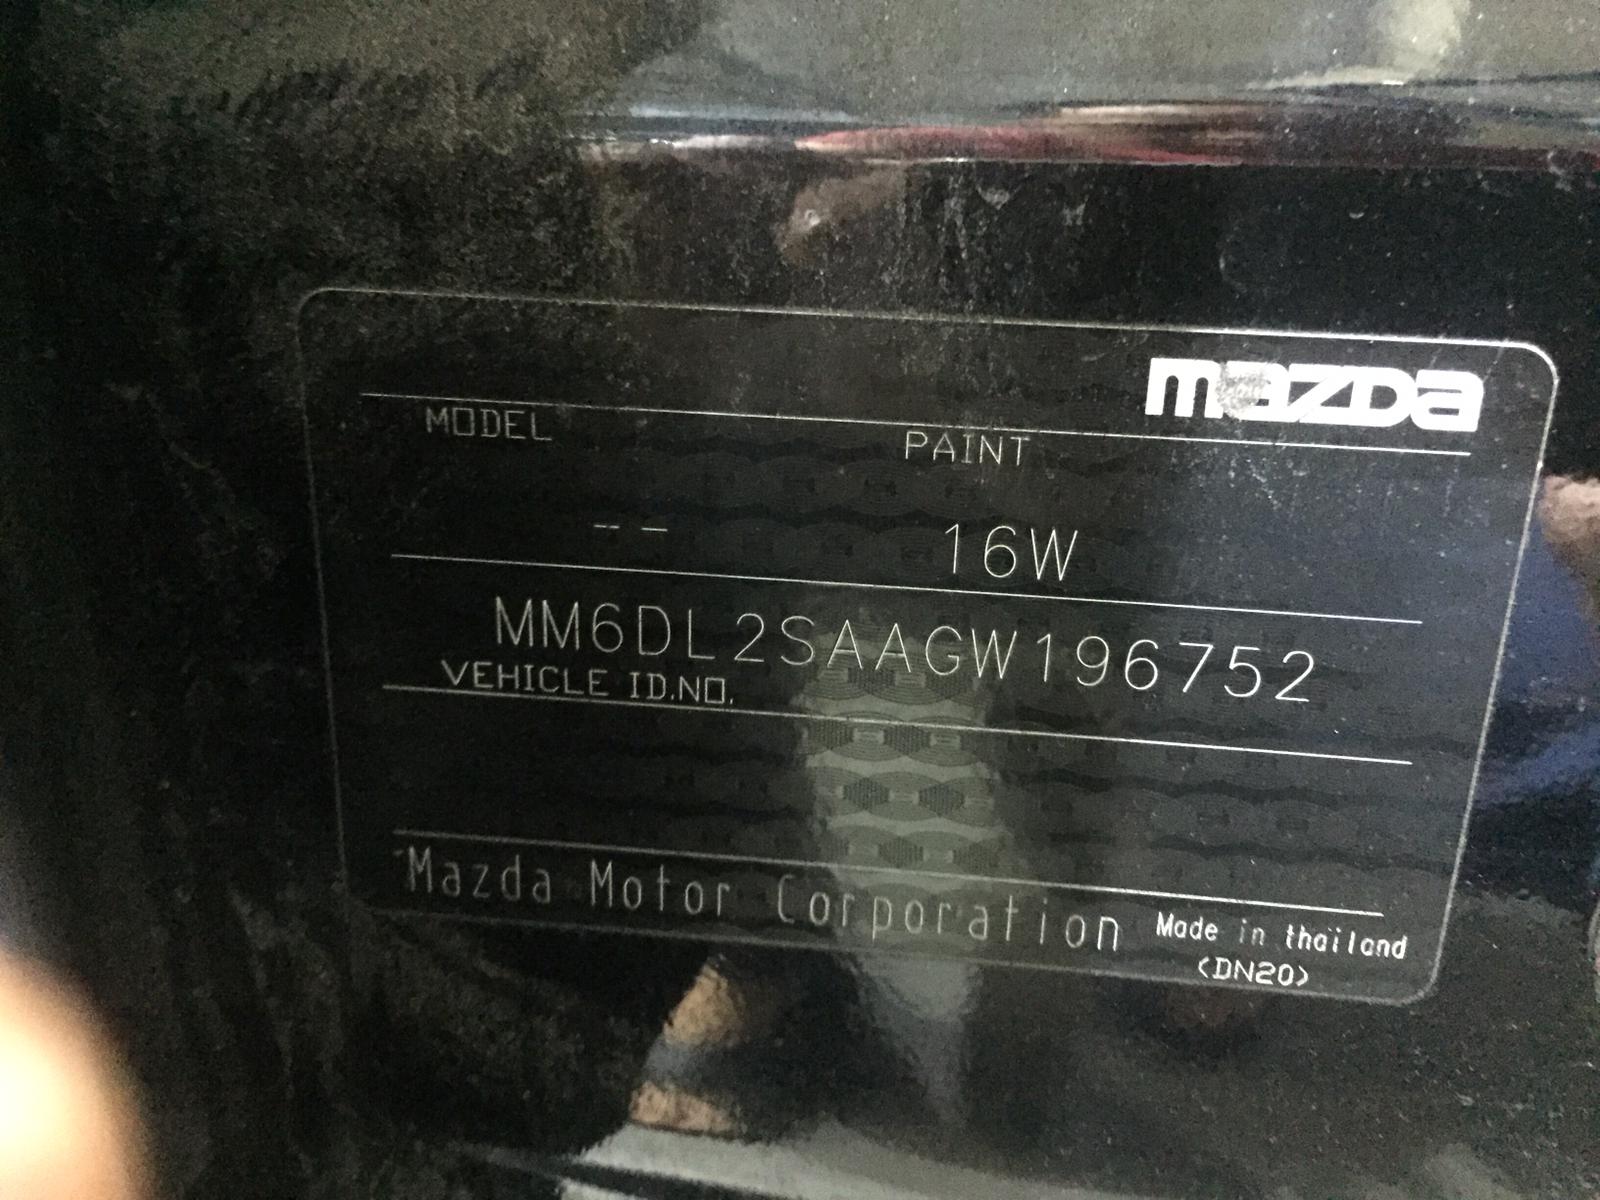 mazda
MODEL PAINT
-- 16W
MM6DL2SAAGW196752
VEHICLE ID.NO.
Mazda Motor Corporation Made in thailand
(DN20)